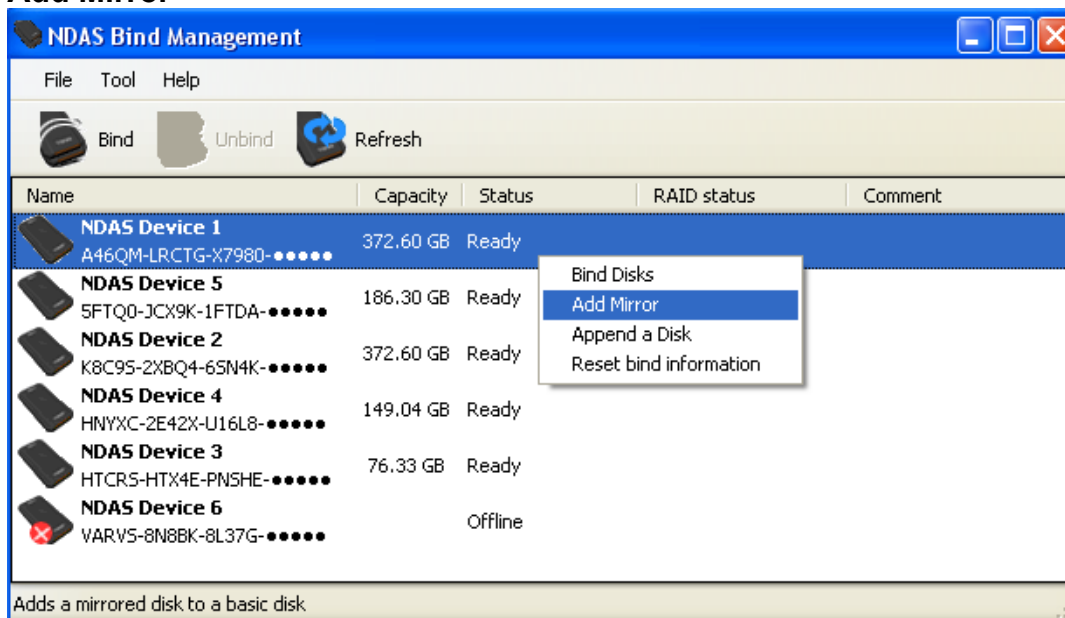 Add Mirror
NDAS Bind Management
File Tool Help
Bind Unbind Refresh
Name Capacity Status RAID status Comment
NDAS Device 1
A46QM-LRCTG-X7980-●●●●● 372.60 GB Ready
NDAS Device 5
5FTQ0-JCX9K-1FTDA-●●●●● 186.30 GB Ready
NDAS Device 2
K8C9S-2XBQ4-6SN4K-●●●●● 372.60 GB Ready
NDAS Device 4
HNYXC-2E42X-U16L8-●●●●● 149.04 GB Ready
NDAS Device 3
HTCRS-HTX4E-PNSHE-●●●●● 76.33 GB Ready
NDAS Device 6
VARVS-8N8BK-8L37G-●●●●● Offline
Bind Disks
Add Mirror
Append a Disk
Reset bind information
Adds a mirrored disk to a basic disk